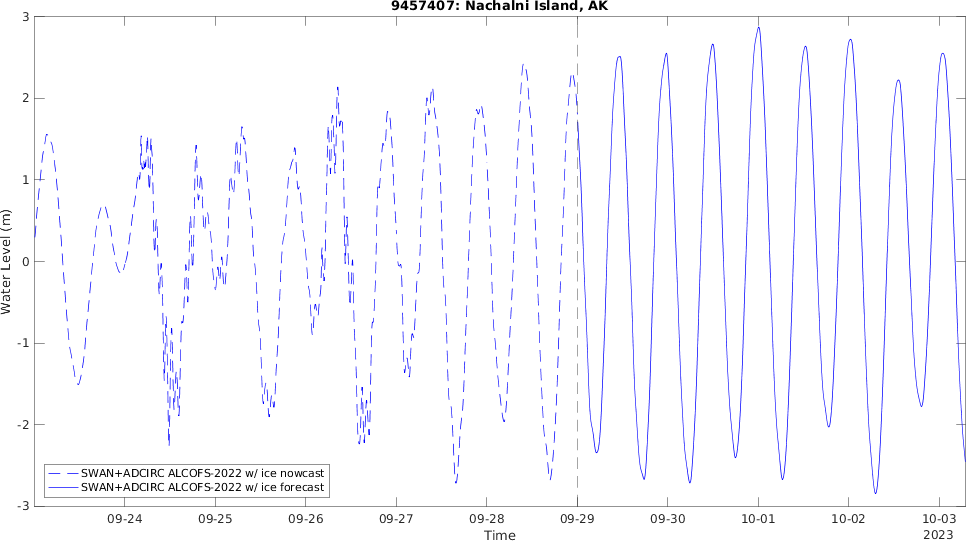 9457407: Nachalni Island, AK
3
2
1
0
-1
-2
-3
Water Level (m)
SWAN+ADCIRC ALCOFS-2022 w/ ice nowcast
SWAN+ADCIRC ALCOFS-2022 w/ ice forecast
09-24 09-25 09-26 09-27 09-28 09-29 09-30 10-01 10-02 10-03
2023
Time